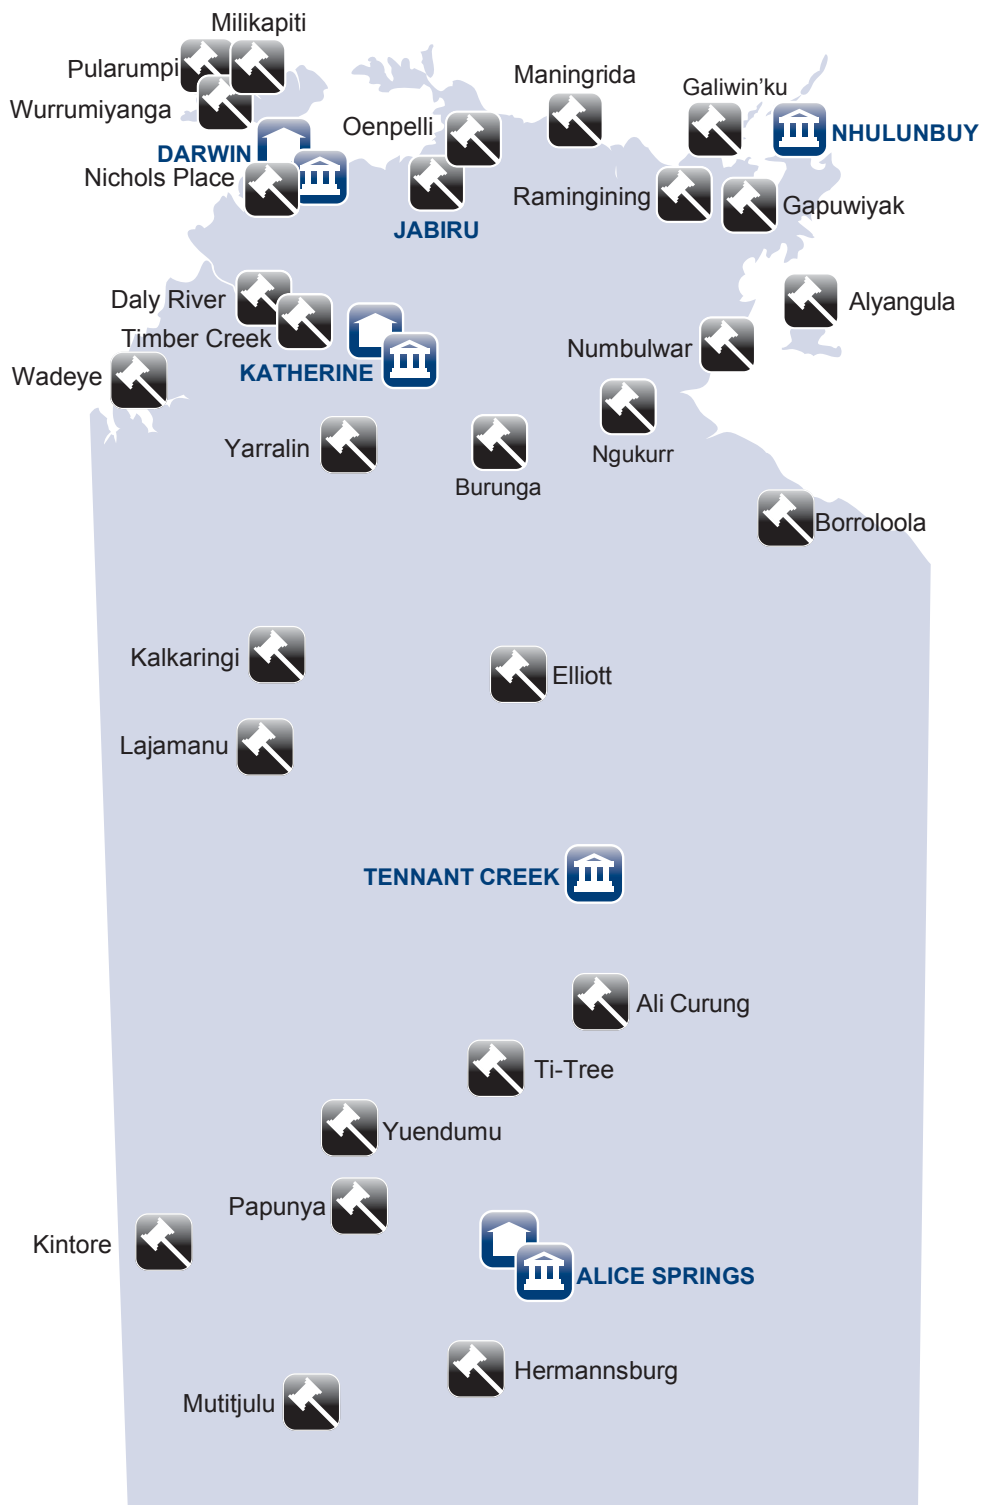 Milikapiti
Pularumpi
Wurrumiyanga
Maningrida
Galiwin’ku
Oenpelli
NHULUNBUY
DARWIN
Nichols Place
Ramingining
Gapuwiyak
JABIRU
Daly River
Alyangula
Timber Creek
Numbulwar
KATHERINE
Wadeye
Yarralin
Ngukurr
Burunga
Borroloola
Kalkaringi
Elliott
Lajamanu
TENNANT CREEK
Ali Curung
Ti-Tree
Yuendumu
Papunya
Kintore
ALICE SPRINGS
Hermannsburg
Mutitjulu